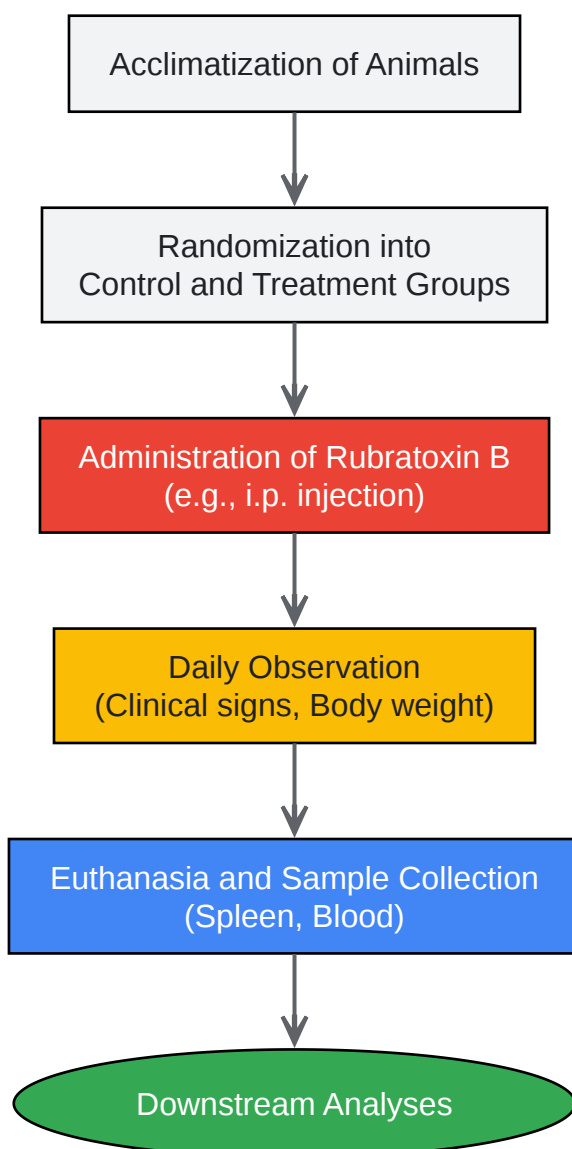 Acclimatization of Animals
Randomization into
Control and Treatment Groups
Administration of Rubratoxin B
(e.g., i.p. injection)
Daily Observation
(Clinical signs, Body weight)
Euthanasia and Sample Collection
(Spleen, Blood)
Downstream Analyses